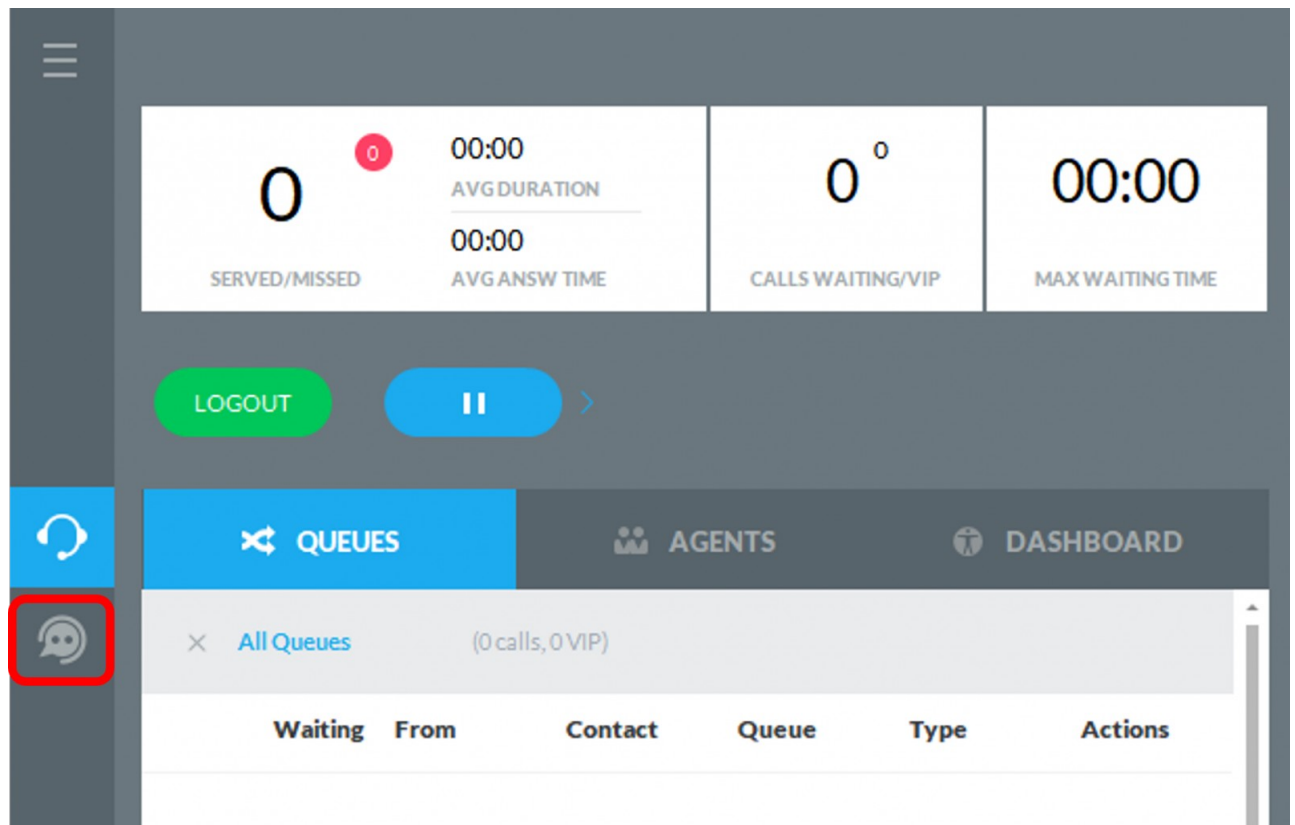 0 0
00:00
AVG DURATION
00:00
AVG ANSW TIME
SERVED/MISSED
0 0
CALLS WAITING/VIP
00:00
MAX WAITING TIME
LOGOUT
QUEUES AGENTS DASHBOARD
All Queues (0 calls, 0 VIP)
Waiting From Contact Queue Type Actions